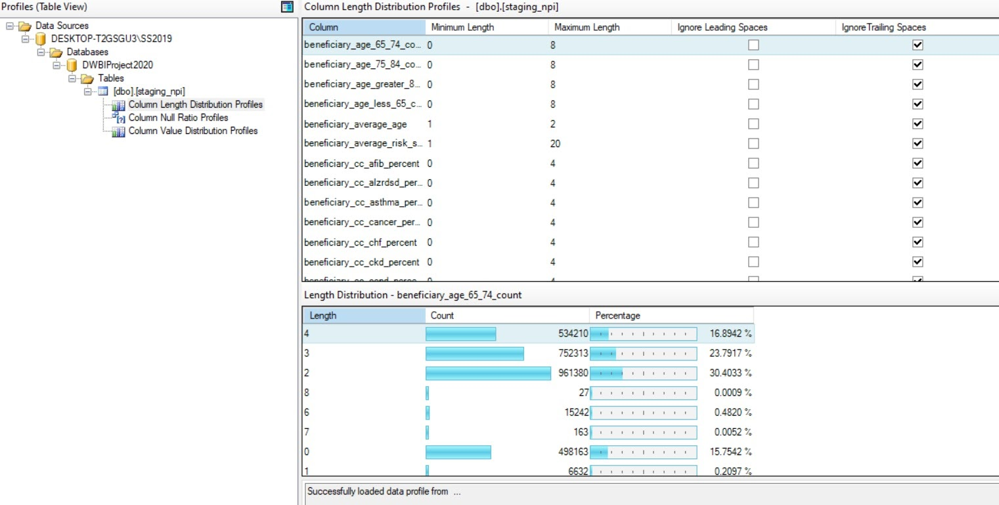 Profiles (Table View)
Data Sources
DESKTOP-T2GSGU3\SS2019
Databases
DWBIProject2020
Tables
[dbo].[staging_npi]
Column Length Distribution Profiles
Column Null Ratio Profiles
Column Value Distribution Profiles
Column Length Distribution Profiles - [dbo].[staging_npi]
Column Minimum Length Maximum Length Ignore Leading Spaces Ignore Trailing Spaces
beneficiary_age_65_74_co... 0 8
beneficiary_age_75_84_co... 0 8
beneficiary_age_greater_8... 0 8
beneficiary_age_less_65_c... 0 8
beneficiary_average_age 1 2
beneficiary_average_risk_s... 1 20
beneficiary_cc_afib_percent 0 4
beneficiary_cc_alzrdsd_per... 0 4
beneficiary_cc_asthma_per... 0 4
beneficiary_cc_cancer_per... 0 4
beneficiary_cc_chf_percent 0 4
beneficiary_cc_ckd_percent 0 4
Length Distribution - beneficiary_age_65_74_count
Length Count Percentage
4 534210 16.8942 %
3 752313 23.7917 %
2 961380 30.4033 %
8 27 0.0009 %
6 15242 0.4820 %
7 163 0.0052 %
0 498163 15.7542 %
1 6632 0.2097 %
Successfully loaded data profile from ...